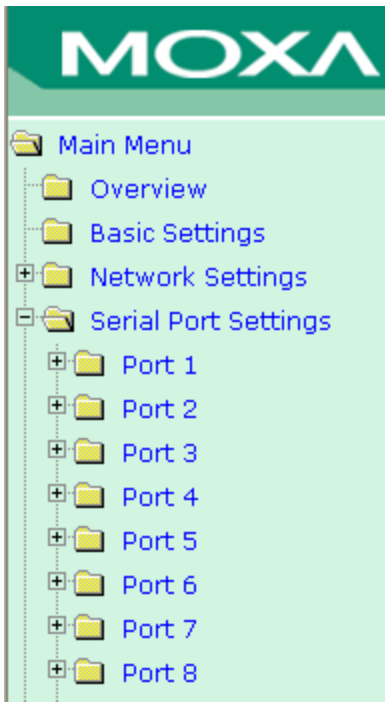 MOXA
Main Menu
Overview
Basic Settings
Network Settings
Serial Port Settings
Port 1
Port 2
Port 3
Port 4
Port 5
Port 6
Port 7
Port 8